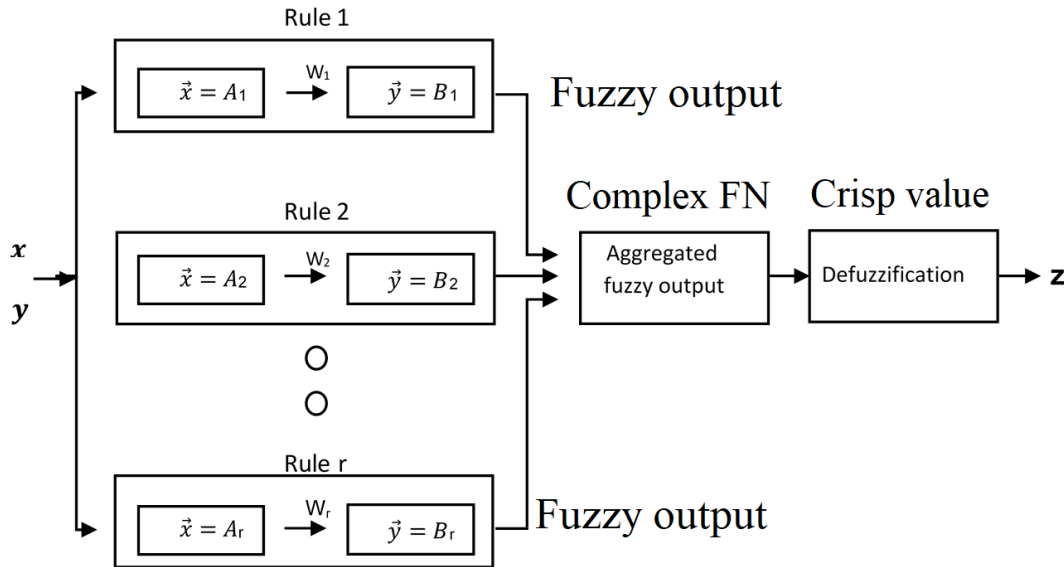 Rule 1
x⃗ = A₁
W₁
y⃗ = B₁
Fuzzy output
Rule 2
x⃗ = A₂
W₂
y⃗ = B₂
x
y
Complex FN
Aggregated
fuzzy output
Crisp value
Defuzzification
z
Rule r
x⃗ = Aᵣ
Wᵣ
y⃗ = Bᵣ
Fuzzy output